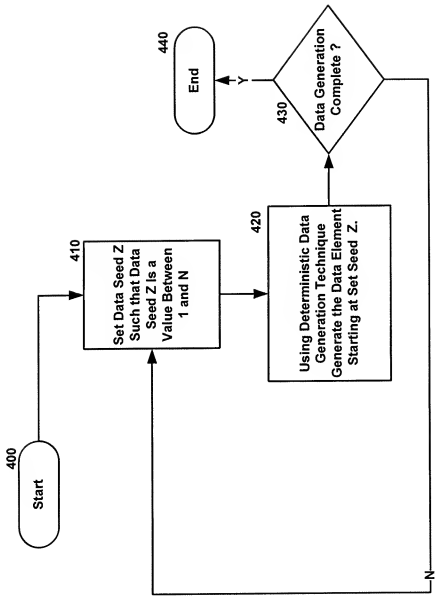 400
Start
410
Set Data Seed Z
Such that Data
Seed Z Is a
Value Between
1 and N
420
Using Deterministic Data
Generation Technique
Generate the Data Element
Starting at Set Seed Z.
430
Data Generation
Complete ?
Y
440
End
N